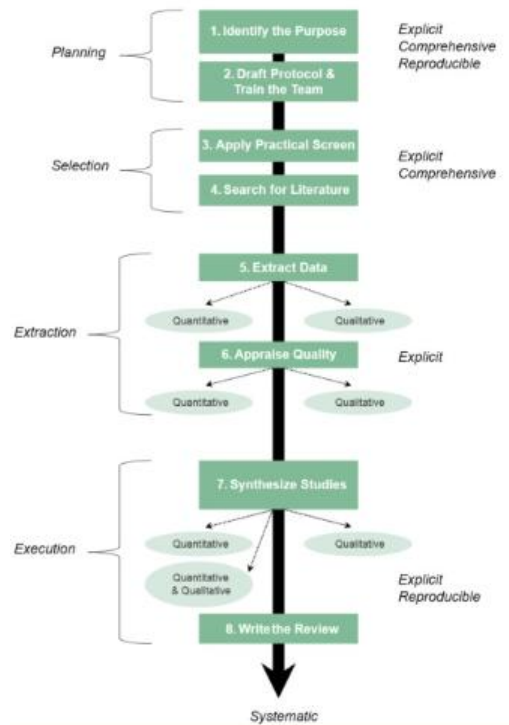 Planning
1. Identify the Purpose
2. Draft Protocol &
Train the Team
Explicit
Comprehensive
Reproducible
Selection
3. Apply Practical Screen
4. Search for Literature
Explicit
Comprehensive
Extraction
5. Extract Data
Quantitative
Qualitative
6. Appraise Quality
Quantitative
Qualitative
Explicit
Execution
7. Synthesize Studies
Quantitative
Qualitative
Quantitative
& Qualitative
8. Write the Review
Explicit
Reproducible
Systematic